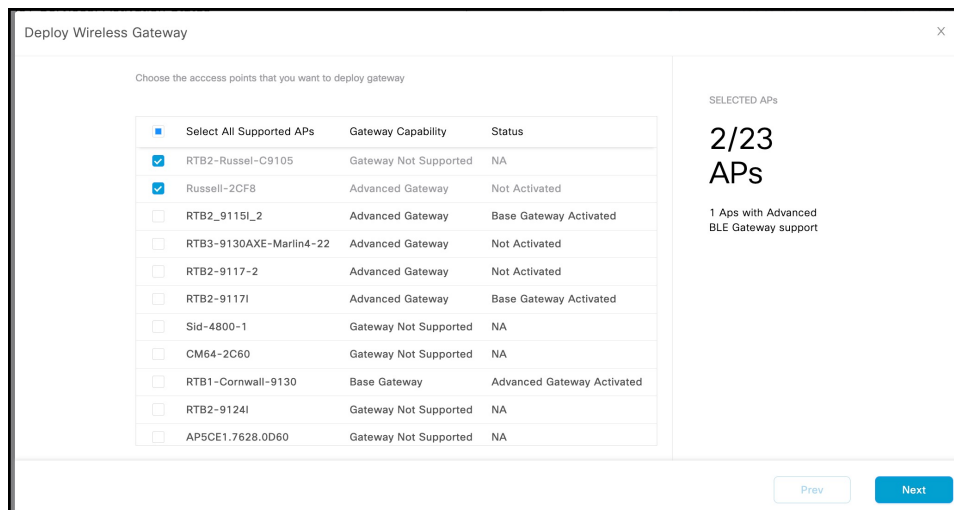 Deploy Wireless Gateway
Choose the acccess points that you want to deploy gateway
Select All Supported APs Gateway Capability Status
RTB2-Russel-C9105 Gateway Not Supported NA
Russell-2CF8 Advanced Gateway Not Activated
RTB2_9115I_2 Advanced Gateway Base Gateway Activated
RTB3-9130AXE-Marlin4-22 Advanced Gateway Not Activated
RTB2-9117-2 Advanced Gateway Not Activated
RTB2-9117I Advanced Gateway Base Gateway Activated
Sid-4800-1 Gateway Not Supported NA
CM64-2C60 Gateway Not Supported NA
RTB1-Cornwall-9130 Base Gateway Advanced Gateway Activated
RTB2-9124I Gateway Not Supported NA
AP5CE1.7628.0D60 Gateway Not Supported NA
SELECTED APs
2/23
APs
1 Aps with Advanced
BLE Gateway support
Prev
Next